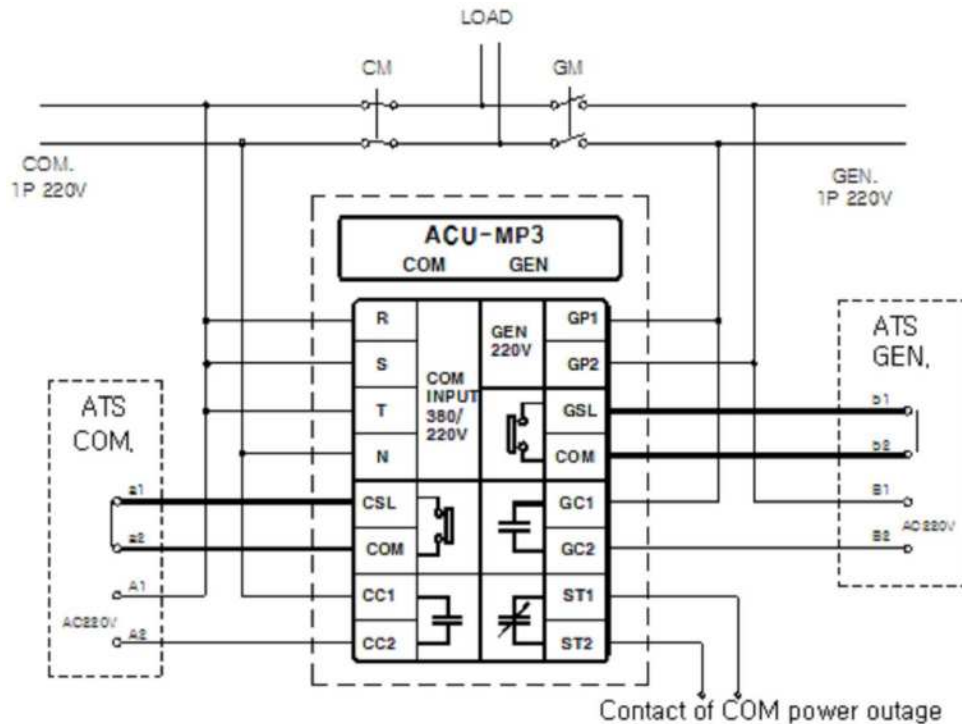 LOAD
CM
GM
COM.
1P 220V
GEN.
1P 220V
ACU-MP3
COM GEN
R
S
T
N
COM
INPUT
380/
220V
GEN
220V
GP1
GP2
GSL
COM
CSL
COM
CC1
CC2
GC1
GC2
ST1
ST2
ATS
COM,
a1
a2
A1
AC220V
A2
ATS
GEN,
b1
b2
B1
AC220V
B2
Contact of COM power outage